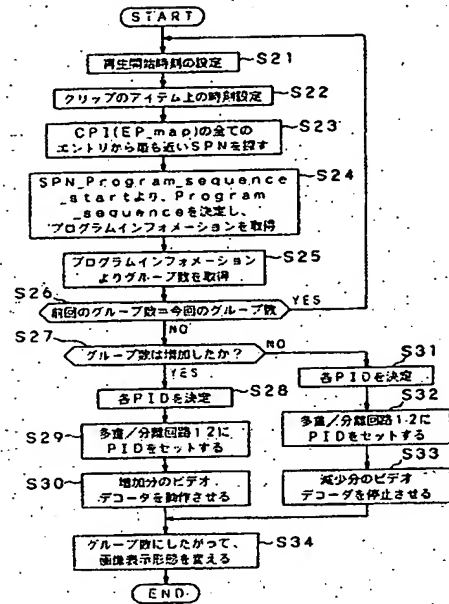 START
再生開始時刻の設定
S21
クリップのアイテム上の時刻設定
S22
CPI(EP_map)の全ての
エントリから最も近いSPNを探す
S23
SPN_Program_sequence
_startより、Program
_sequenceを決定し、
プログラムインフォメーションを取得
S24
プログラムインフォメーション
よりグループ数を取得
S25
S26
前回のグループ数=今回のグループ数
YES
NO
S27
グループ数は増加したか?
NO
YES
各PIDを決定
S28
S29
多重/分離回路12に
PIDをセットする
S30
増加分のビデオ
デコーダを動作させる
S31
各PIDを決定
S32
多重/分離回路12に
PIDをセットする
S33
減少分のビデオ
デコーダを停止させる
グループ数にしたがって、
画像表示形態を変える
S34
END